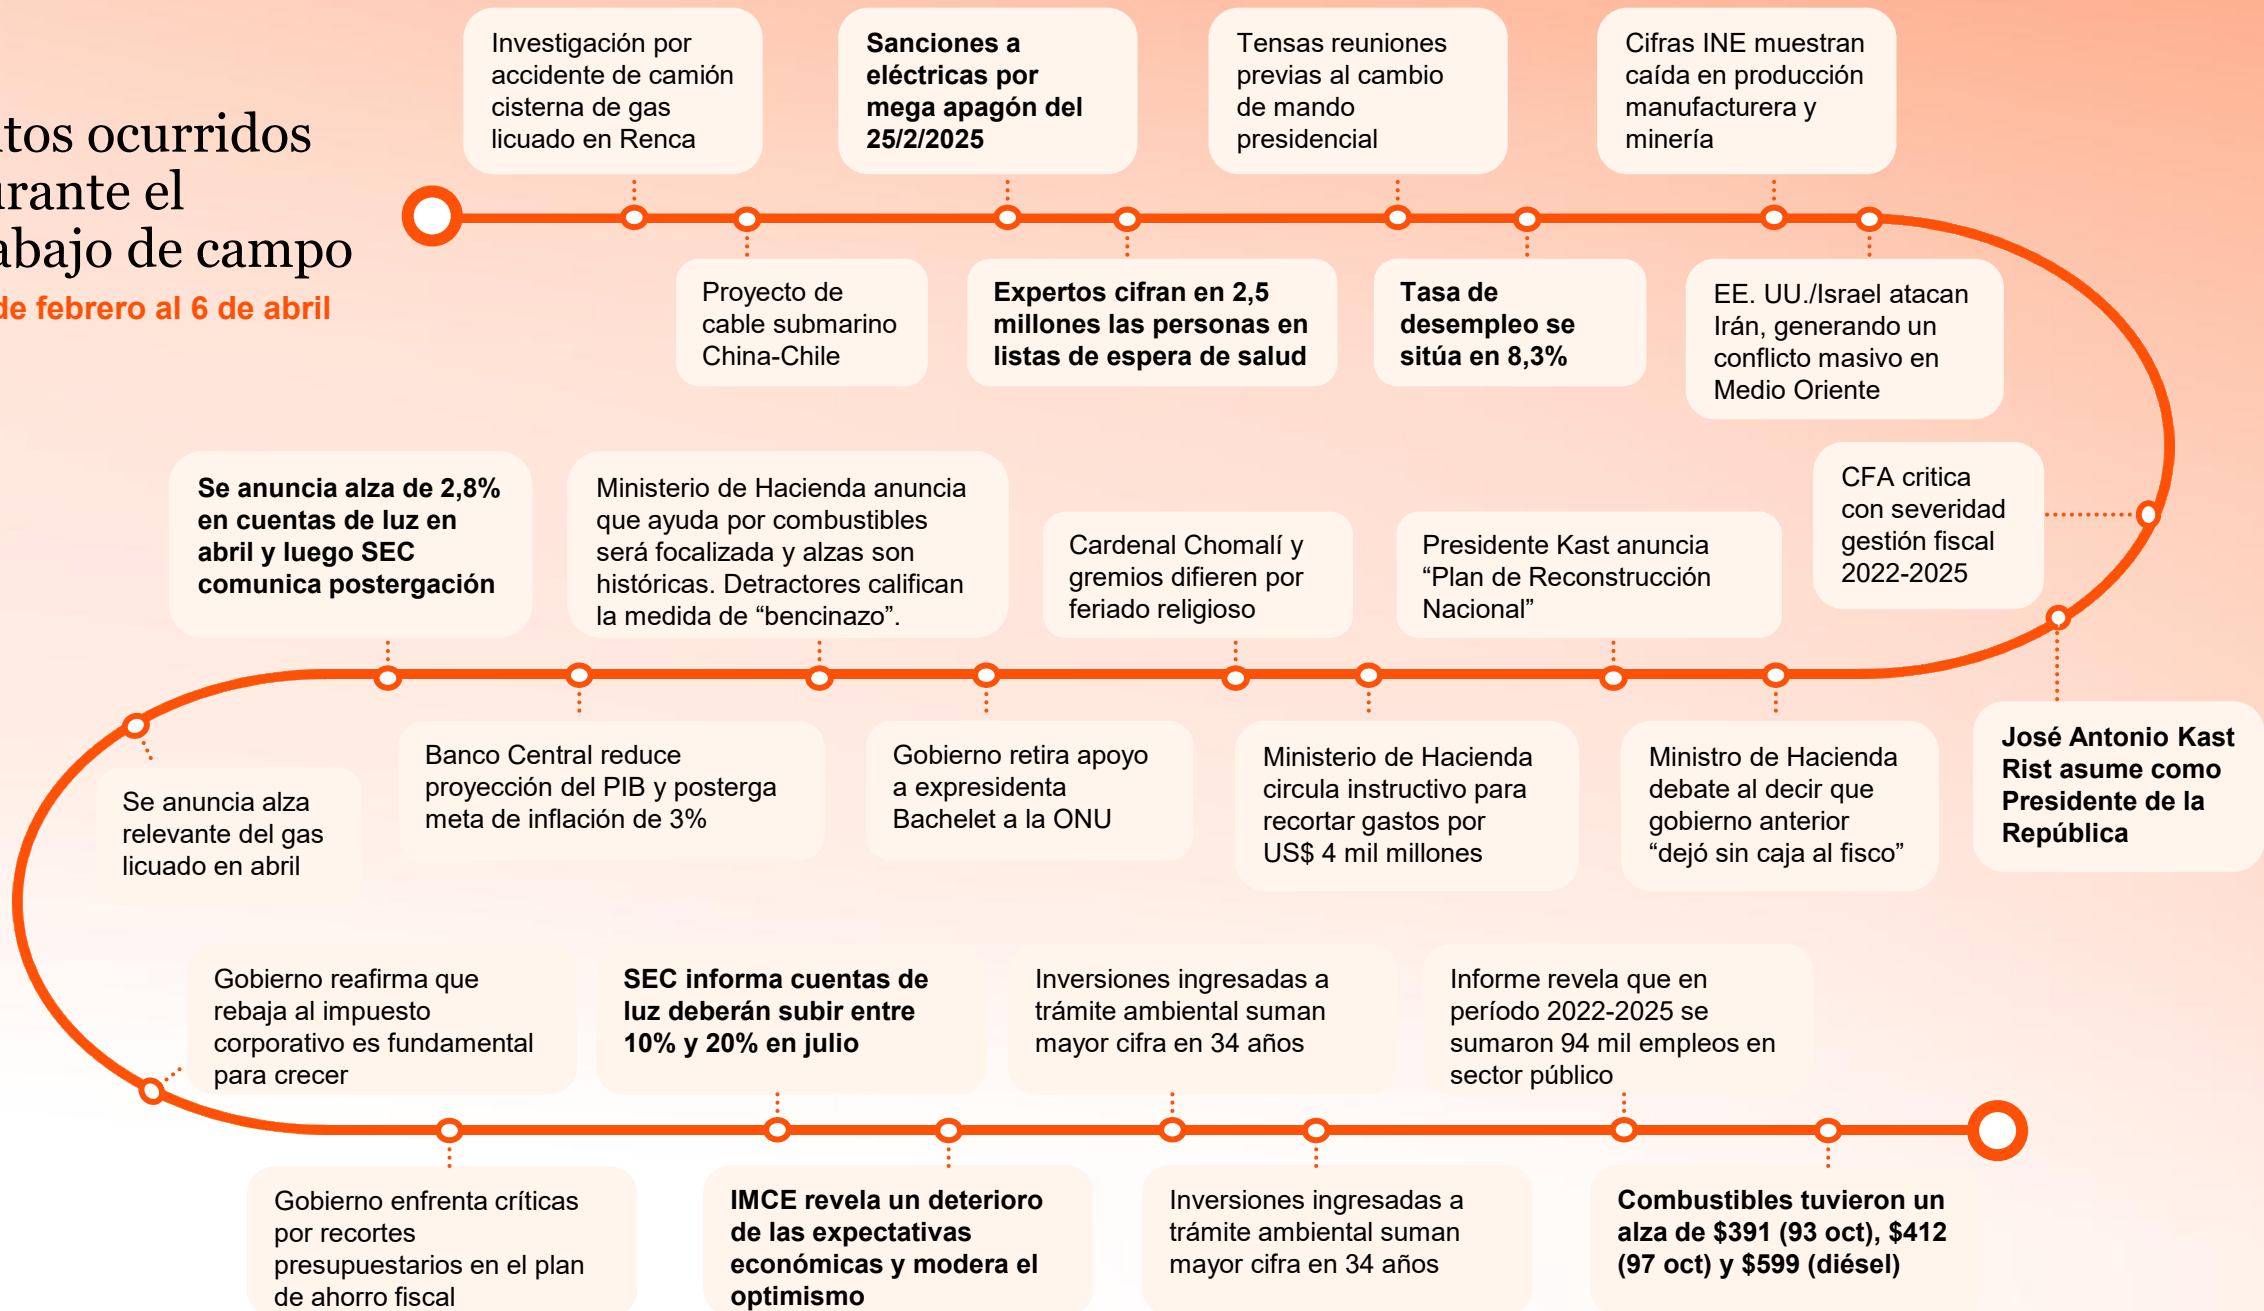 tos ocurridos
urante el
abajo de campo
de febrero al 6 de abril
Investigación por
accidente de camión
cisterna de gas
licuado en Renca
Proyecto de
cable submarino
China-Chile
Sanciones a
eléctricas por
mega apagón del
25/2/2025
Expertos cifran en 2,5
millones las personas en
listas de espera de salud
Tensas reuniones
previas al cambio
de mando
presidencial
Tasa de
desempleo se
sitúa en 8,3%
Cifras INE muestran
caída en producción
manufacturera y
minería
EE. UU./Israel atacan
Irán, generando un
conflicto masivo en
Medio Oriente
CFA critica
con severidad
gestión fiscal
2022-2025
José Antonio Kast
Rist asume como
Presidente de la
República
Ministro de Hacienda
debate al decir que
gobierno anterior
“dejó sin caja al fisco”
Presidente Kast anuncia
“Plan de Reconstrucción
Nacional”
Ministerio de Hacienda
circula instructivo para
recortar gastos por
US$ 4 mil millones
Cardenal Chomalí y
gremios difieren por
feriado religioso
Gobierno retira apoyo
a expresidenta
Bachelet a la ONU
Ministerio de Hacienda anuncia
que ayuda por combustibles
será focalizada y alzas son
históricas. Detractores califican
la medida de “bencinazo”.
Banco Central reduce
proyección del PIB y posterga
meta de inflación de 3%
Se anuncia alza de 2,8%
en cuentas de luz en
abril y luego SEC
comunica postergación
Se anuncia alza
relevante del gas
licuado en abril
Gobierno reafirma que
rebaja al impuesto
corporativo es fundamental
para crecer
Gobierno enfrenta críticas
por recortes
presupuestarios en el plan
de ahorro fiscal
SEC informa cuentas de
luz deberán subir entre
10% y 20% en julio
IMCE revela un deterioro
de las expectativas
económicas y modera el
optimismo
Inversiones ingresadas a
trámite ambiental suman
mayor cifra en 34 años
Inversiones ingresadas a
trámite ambiental suman
mayor cifra en 34 años
Informe revela que en
período 2022-2025 se
sumaron 94 mil empleos en
sector público
Combustibles tuvieron un
alza de $391 (93 oct), $412
(97 oct) y $599 (diésel)